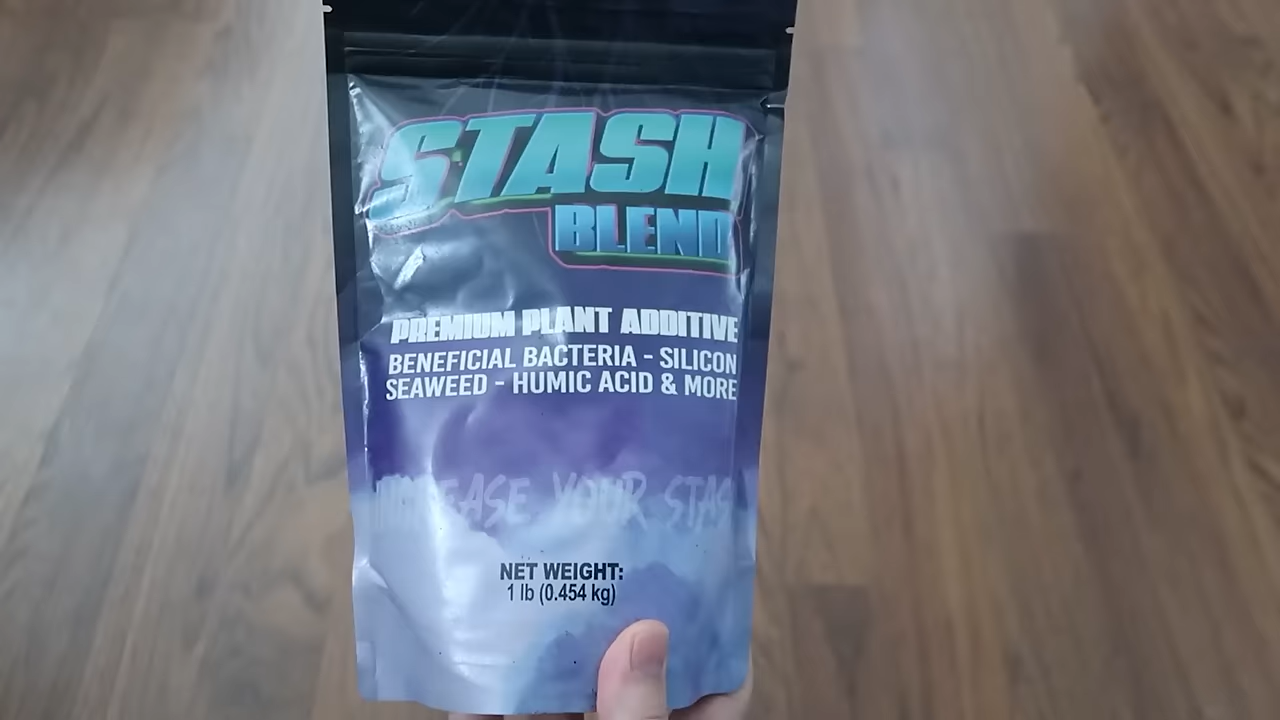 STASH
BLEND
PREMIUM PLANT ADDITIVE
BENEFICIAL BACTERIA - SILICON
SEAWEED - HUMIC ACID & MORE
YOUR
NET WEIGHT:
1 lb (0.454 kg)